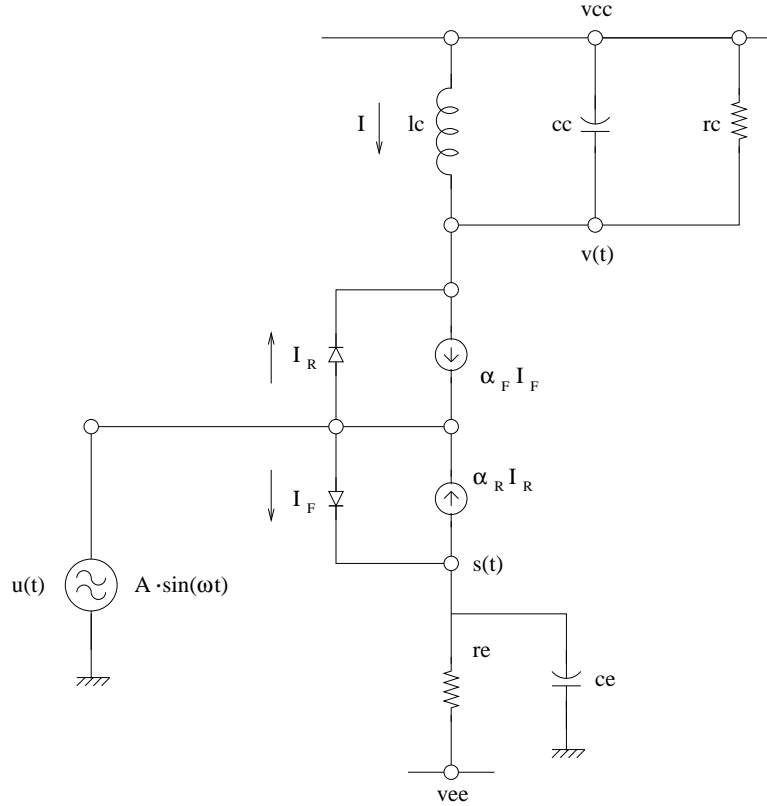 vcc
I
lc
cc
rc
v(t)
I R
α F I F
α R I R
I F
s(t)
u(t)
A·sin(ωt)
re
ce
vee